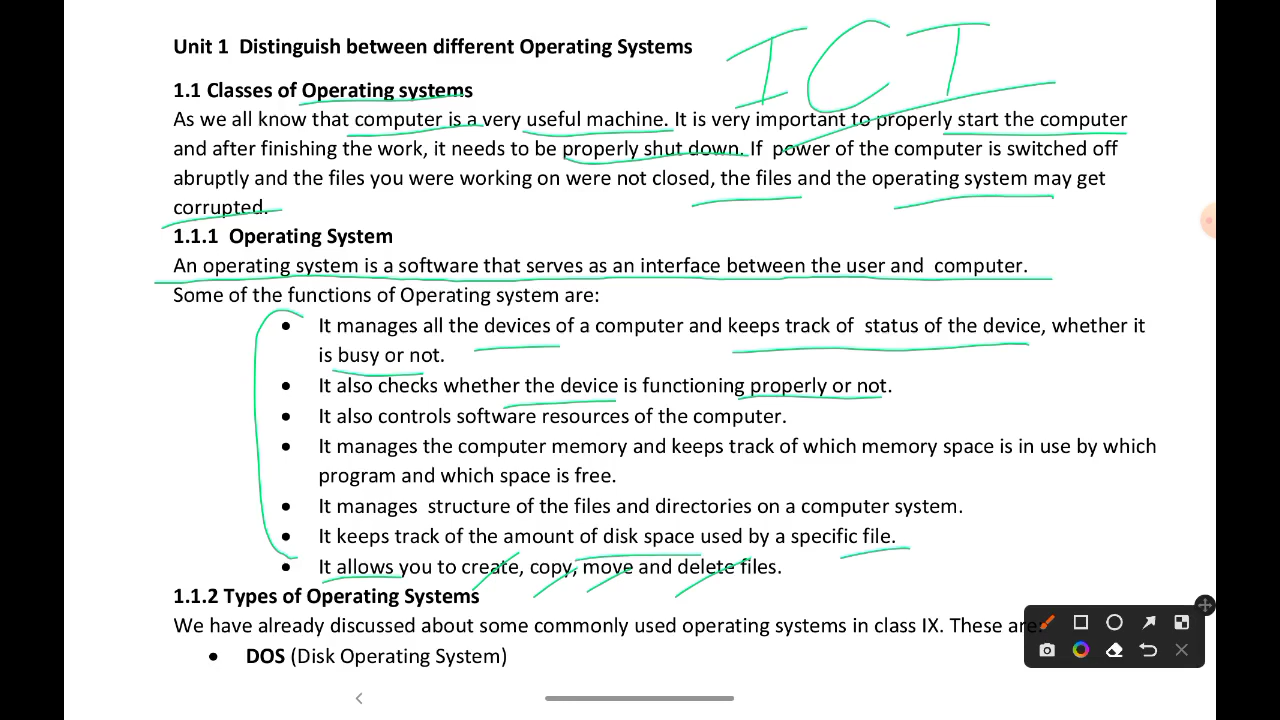 Unit 1 Distinguish between different Operating Systems
ICT
1.1 Classes of Operating systems
As we all know that computer is a very useful machine. It is very important to properly start the computer
and after finishing the work, it needs to be properly shut down. If power of the computer is switched off
abruptly and the files you were working on were not closed, the files and the operating system may get
corrupted.
1.1.1 Operating System
An operating system is a software that serves as an interface between the user and computer.
Some of the functions of Operating system are:
• It manages all the devices of a computer and keeps track of status of the device, whether it
is busy or not.
• It also checks whether the device is functioning properly or not.
• It also controls software resources of the computer.
• It manages the computer memory and keeps track of which memory space is in use by which
program and which space is free.
• It manages structure of the files and directories on a computer system.
• It keeps track of the amount of disk space used by a specific file.
• It allows you to create, copy, move and delete files.
1.1.2 Types of Operating Systems
We have already discussed about some commonly used operating systems in class IX. These are:
• DOS (Disk Operating System)